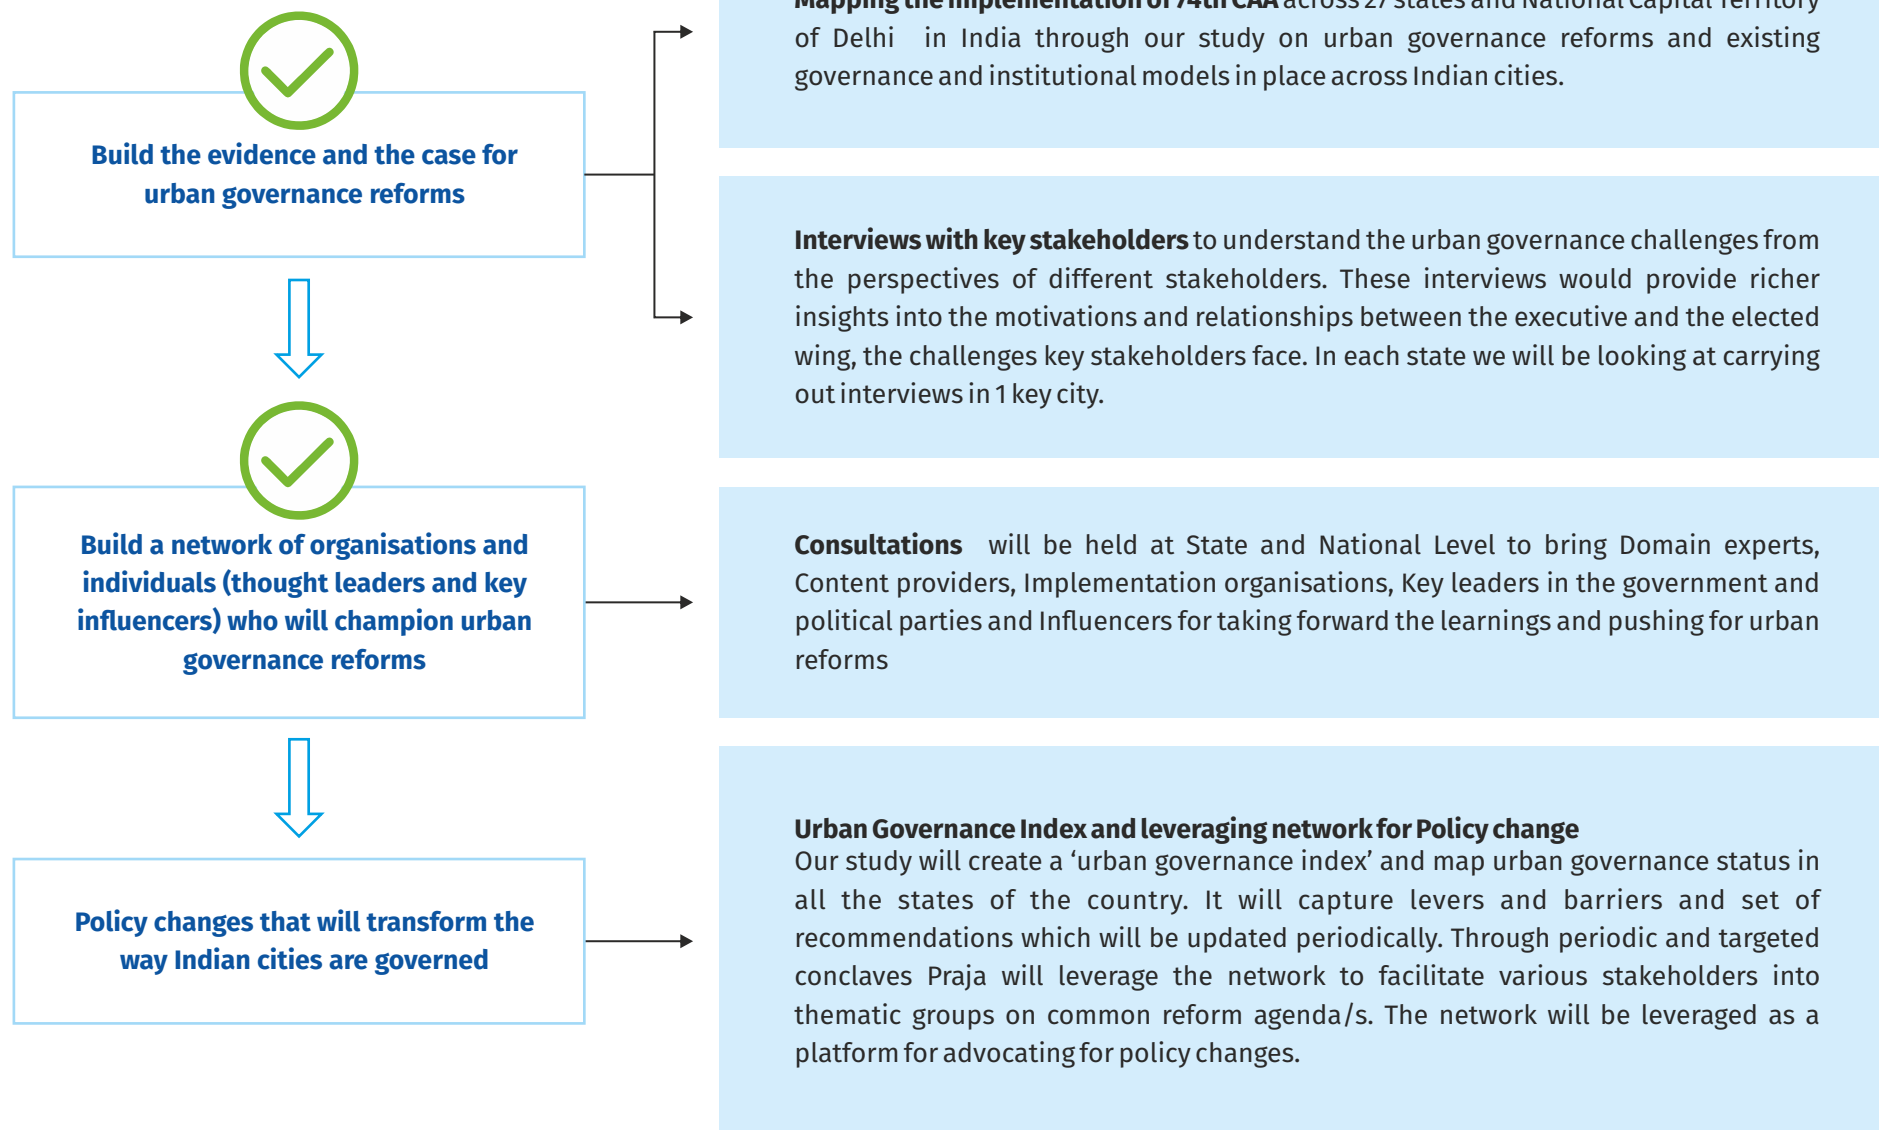 Mapping the implementation of 74th CAA across 27 states and National Capital Territory
of Delhi in India through our study on urban governance reforms and existing
governance and institutional models in place across Indian cities.
Build the evidence and the case for
urban governance reforms
Interviews with key stakeholders to understand the urban governance challenges from
the perspectives of different stakeholders. These interviews would provide richer
insights into the motivations and relationships between the executive and the elected
wing, the challenges key stakeholders face. In each state we will be looking at carrying
out interviews in 1 key city.
Build a network of organisations and
individuals (thought leaders and key
influencers) who will champion urban
governance reforms
Consultations will be held at State and National Level to bring Domain experts,
Content providers, Implementation organisations, Key leaders in the government and
political parties and Influencers for taking forward the learnings and pushing for urban
reforms
Policy changes that will transform the
way Indian cities are governed
Urban Governance Index and leveraging network for Policy change
Our study will create a ‘urban governance index’ and map urban governance status in
all the states of the country. It will capture levers and barriers and set of
recommendations which will be updated periodically. Through periodic and targeted
conclaves Praja will leverage the network to facilitate various stakeholders into
thematic groups on common reform agenda/s. The network will be leveraged as a
platform for advocating for policy changes.